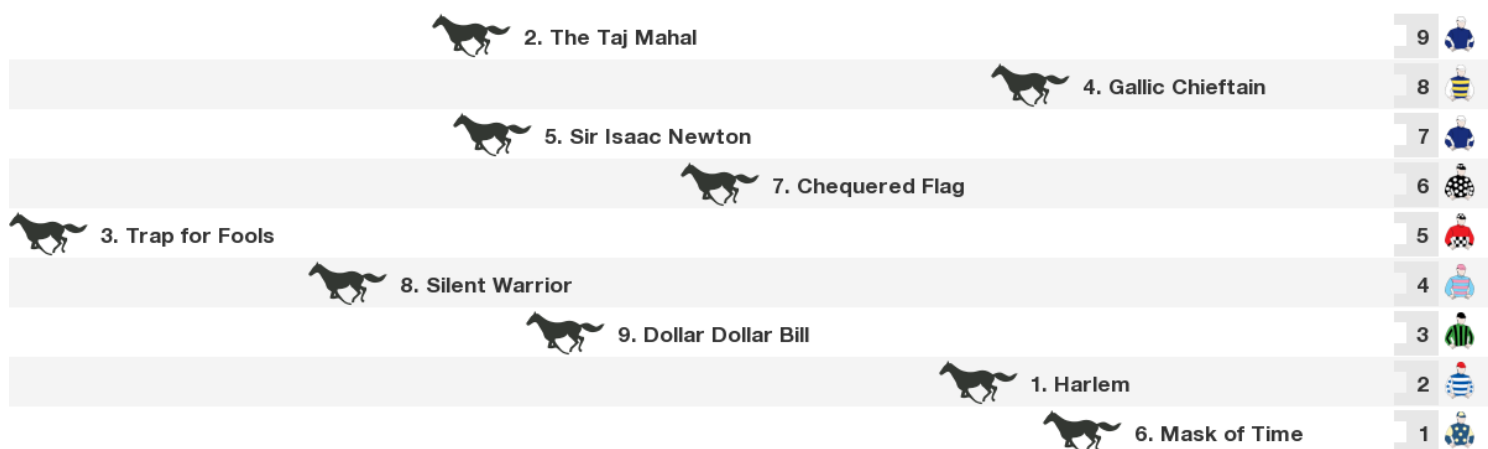 2. The Taj Mahal 9
4. Gallic Chieftain 8
5. Sir Isaac Newton 7
7. Chequered Flag 6
3. Trap for Fools 5
8. Silent Warrior 4
9. Dollar Dollar Bill 3
1. Harlem 2
6. Mask of Time 1